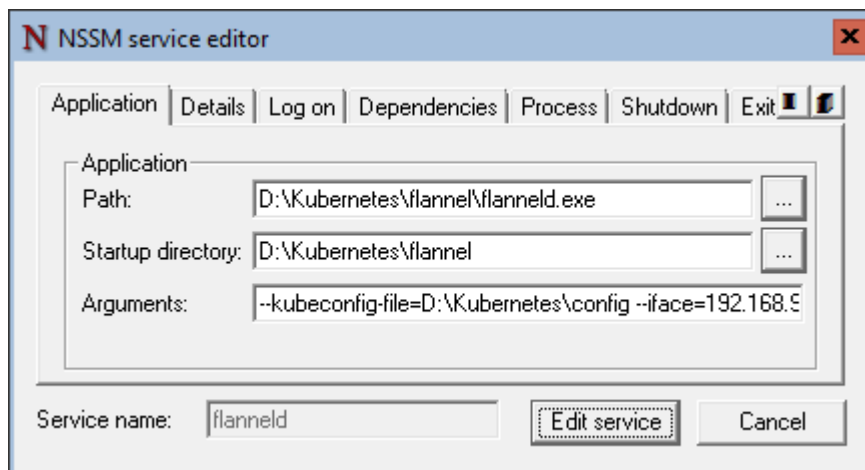 NSSM service editor
Application Details Log on Dependencies Process Shutdown Exit
Application
Path: D:\Kubernetes\flannel\flanneld.exe ...
Startup directory: D:\Kubernetes\flannel ...
Arguments: --kubeconfig-file=D:\Kubernetes\config --iface=192.168.9
Service name: flanneld Edit service Cancel